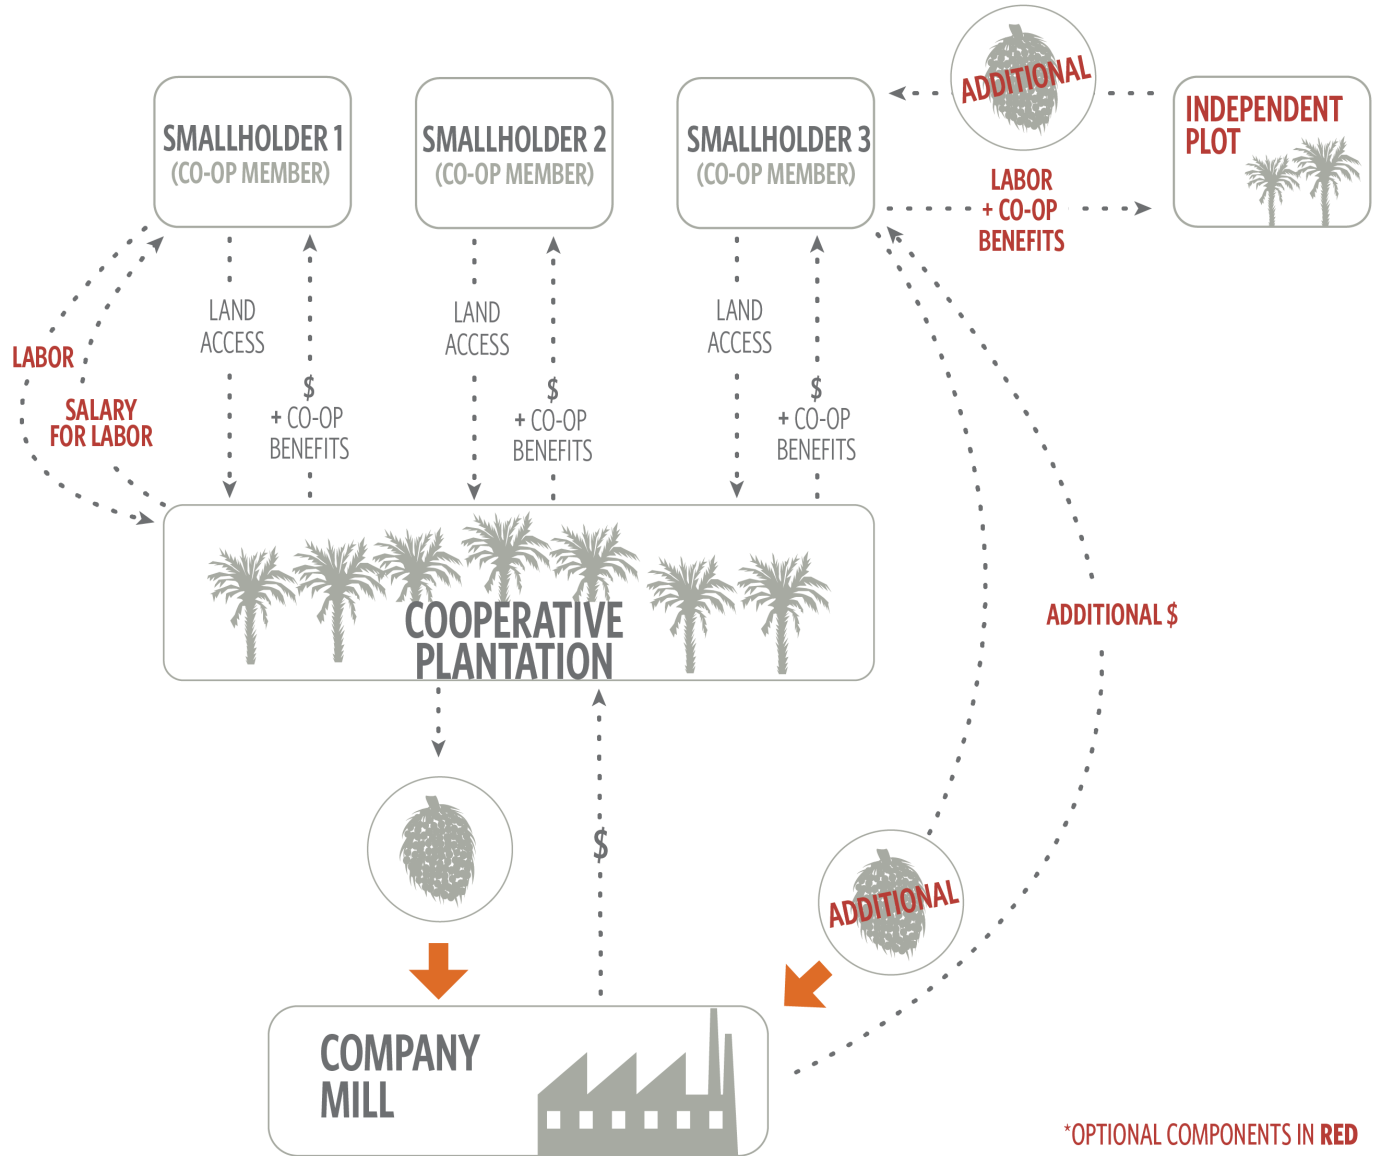 ADDITIONAL
INDEPENDENT
PLOT
SMALLHOLDER 1
(CO-OP MEMBER)
SMALLHOLDER 2
(CO-OP MEMBER)
SMALLHOLDER 3
(CO-OP MEMBER)
LABOR
+ CO-OP
BENEFITS
LAND
ACCESS
LAND
ACCESS
LAND
ACCESS
LABOR
SALARY
FOR LABOR
$
+ CO-OP
BENEFITS
$
+ CO-OP
BENEFITS
$
+ CO-OP
BENEFITS
COOPERATIVE
PLANTATION
ADDITIONAL $
$
ADDITIONAL
COMPANY
MILL
*OPTIONAL COMPONENTS IN RED